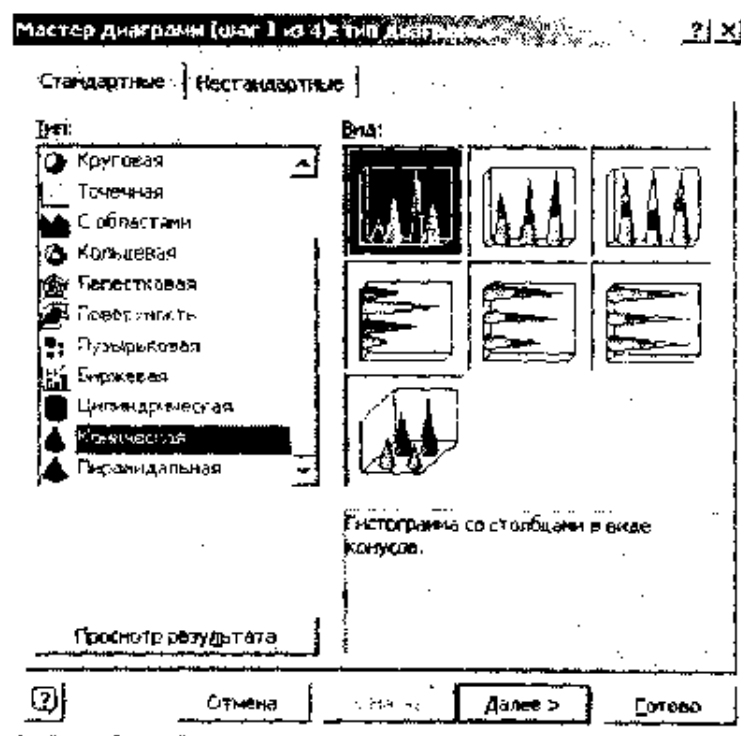 Мастер диаграмм (шаг 1 из 4): тип диаграммы
Стандартные
Нестандартные
Тип:
Круговая
Точечная
С областями
Кольцевая
Лепестковая
Поверхность
Пузырьковая
Биржевая
Цилиндрическая
Коническая
Пирамидальная
Вид:
Гистограмма со столбцами в виде
конусов.
Просмотр результата
Отмена
Далее >
Готово